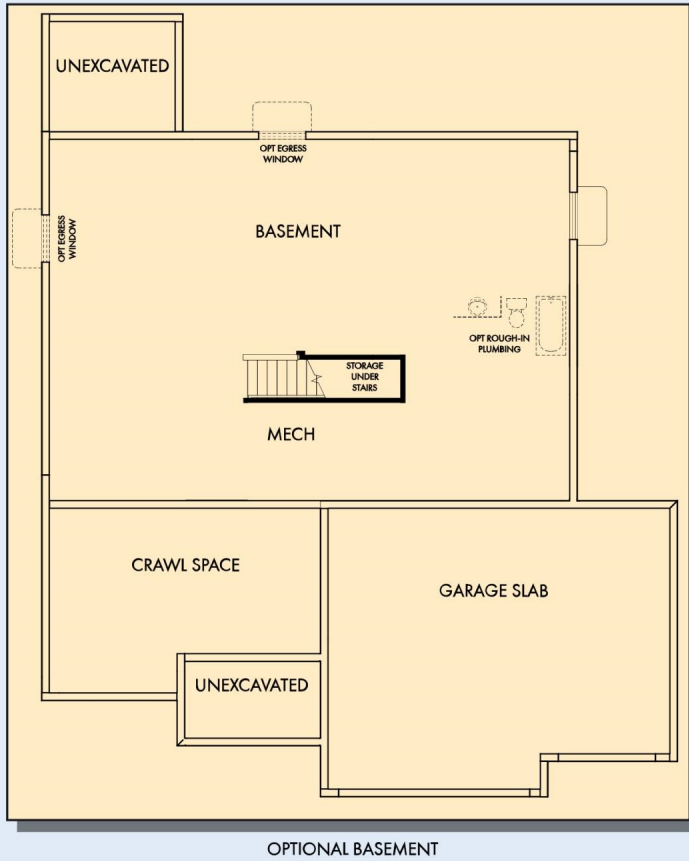 UNEXCAVATED
OPT EGRESS
WINDOW
OPT EGRESS
WINDOW
BASEMENT
OPT ROUGH-IN
PLUMBING
STORAGE
UNDER
STAIRS
MECH
CRAWL SPACE
GARAGE SLAB
UNEXCAVATED
OPTIONAL BASEMENT